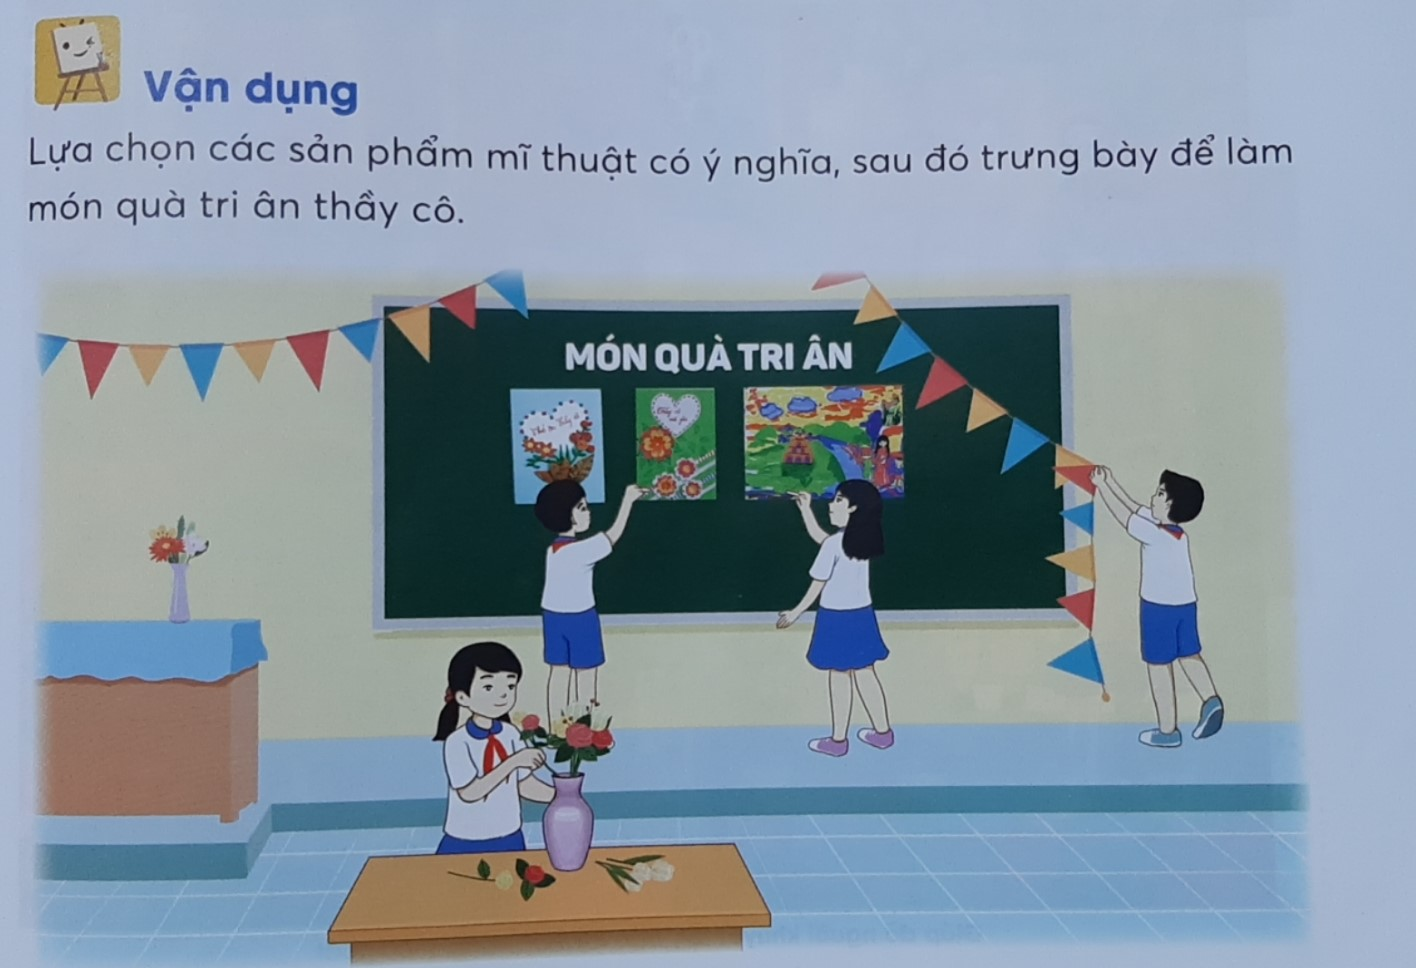 Vận dụng
Lựa chọn các sản phẩm mĩ thuật có ý nghĩa, sau đó trưng bày để làm
món quà tri ân thầy cô.
MÓN QUÀ TRI ÂN